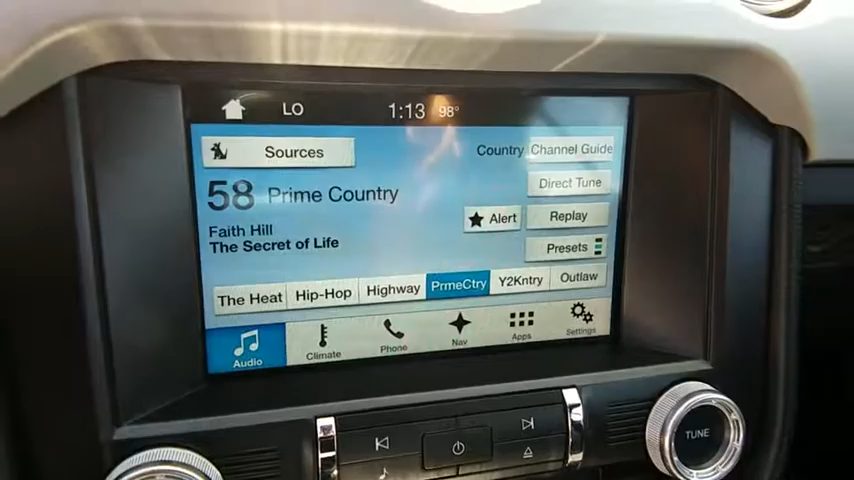 LO 1:13 98°
Sources Country Channel Guide
58 Prime Country Direct Tune
Faith Hill Alert Replay
The Secret of Life Presets
The Heat Hip-Hop Highway PrmeCtry Y2KNtry Outlaw
Audio Climate Phone Nav Apps Settings
TUNE